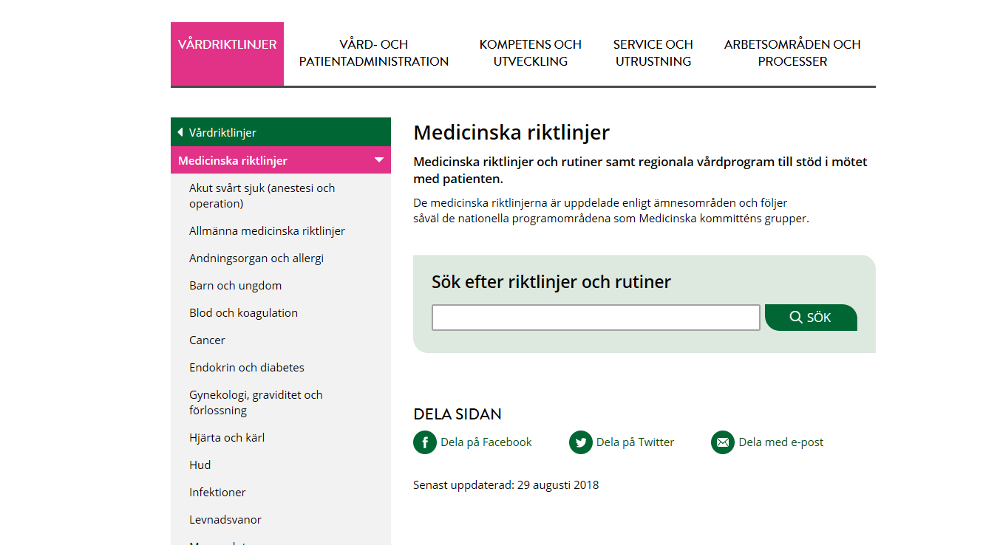 VÅRDRIKTLINJER
VÅRD- OCH
PATIENTADMINISTRATION
KOMPETENS OCH
UTVECKLING
SERVICE OCH
UTRUSTNING
ARBETSOMRÅDEN OCH
PROCESSER
Vårdriktlinjer
Medicinska riktlinjer
Akut svårt sjuk (anestesi och
operation)
Allmänna medicinska riktlinjer
Andningsorgan och allergi
Barn och ungdom
Blod och koagulation
Cancer
Endokrin och diabetes
Gynekologi, graviditet och
förlossning
Hjärta och kärl
Hud
Infektioner
Levnadsvanor
Medicinska riktlinjer
Medicinska riktlinjer och rutiner samt regionala vårdprogram till stöd i mötet
med patienten.
De medicinska riktlinjerna är uppdelade enligt ämnesområden och följer
såväl de nationella programområdena som Medicinska kommitténs grupper.
Sök efter riktlinjer och rutiner
SÖK
DELA SIDAN
Dela på Facebook
Dela på Twitter
Dela med e-post
Senast uppdaterad: 29 augusti 2018